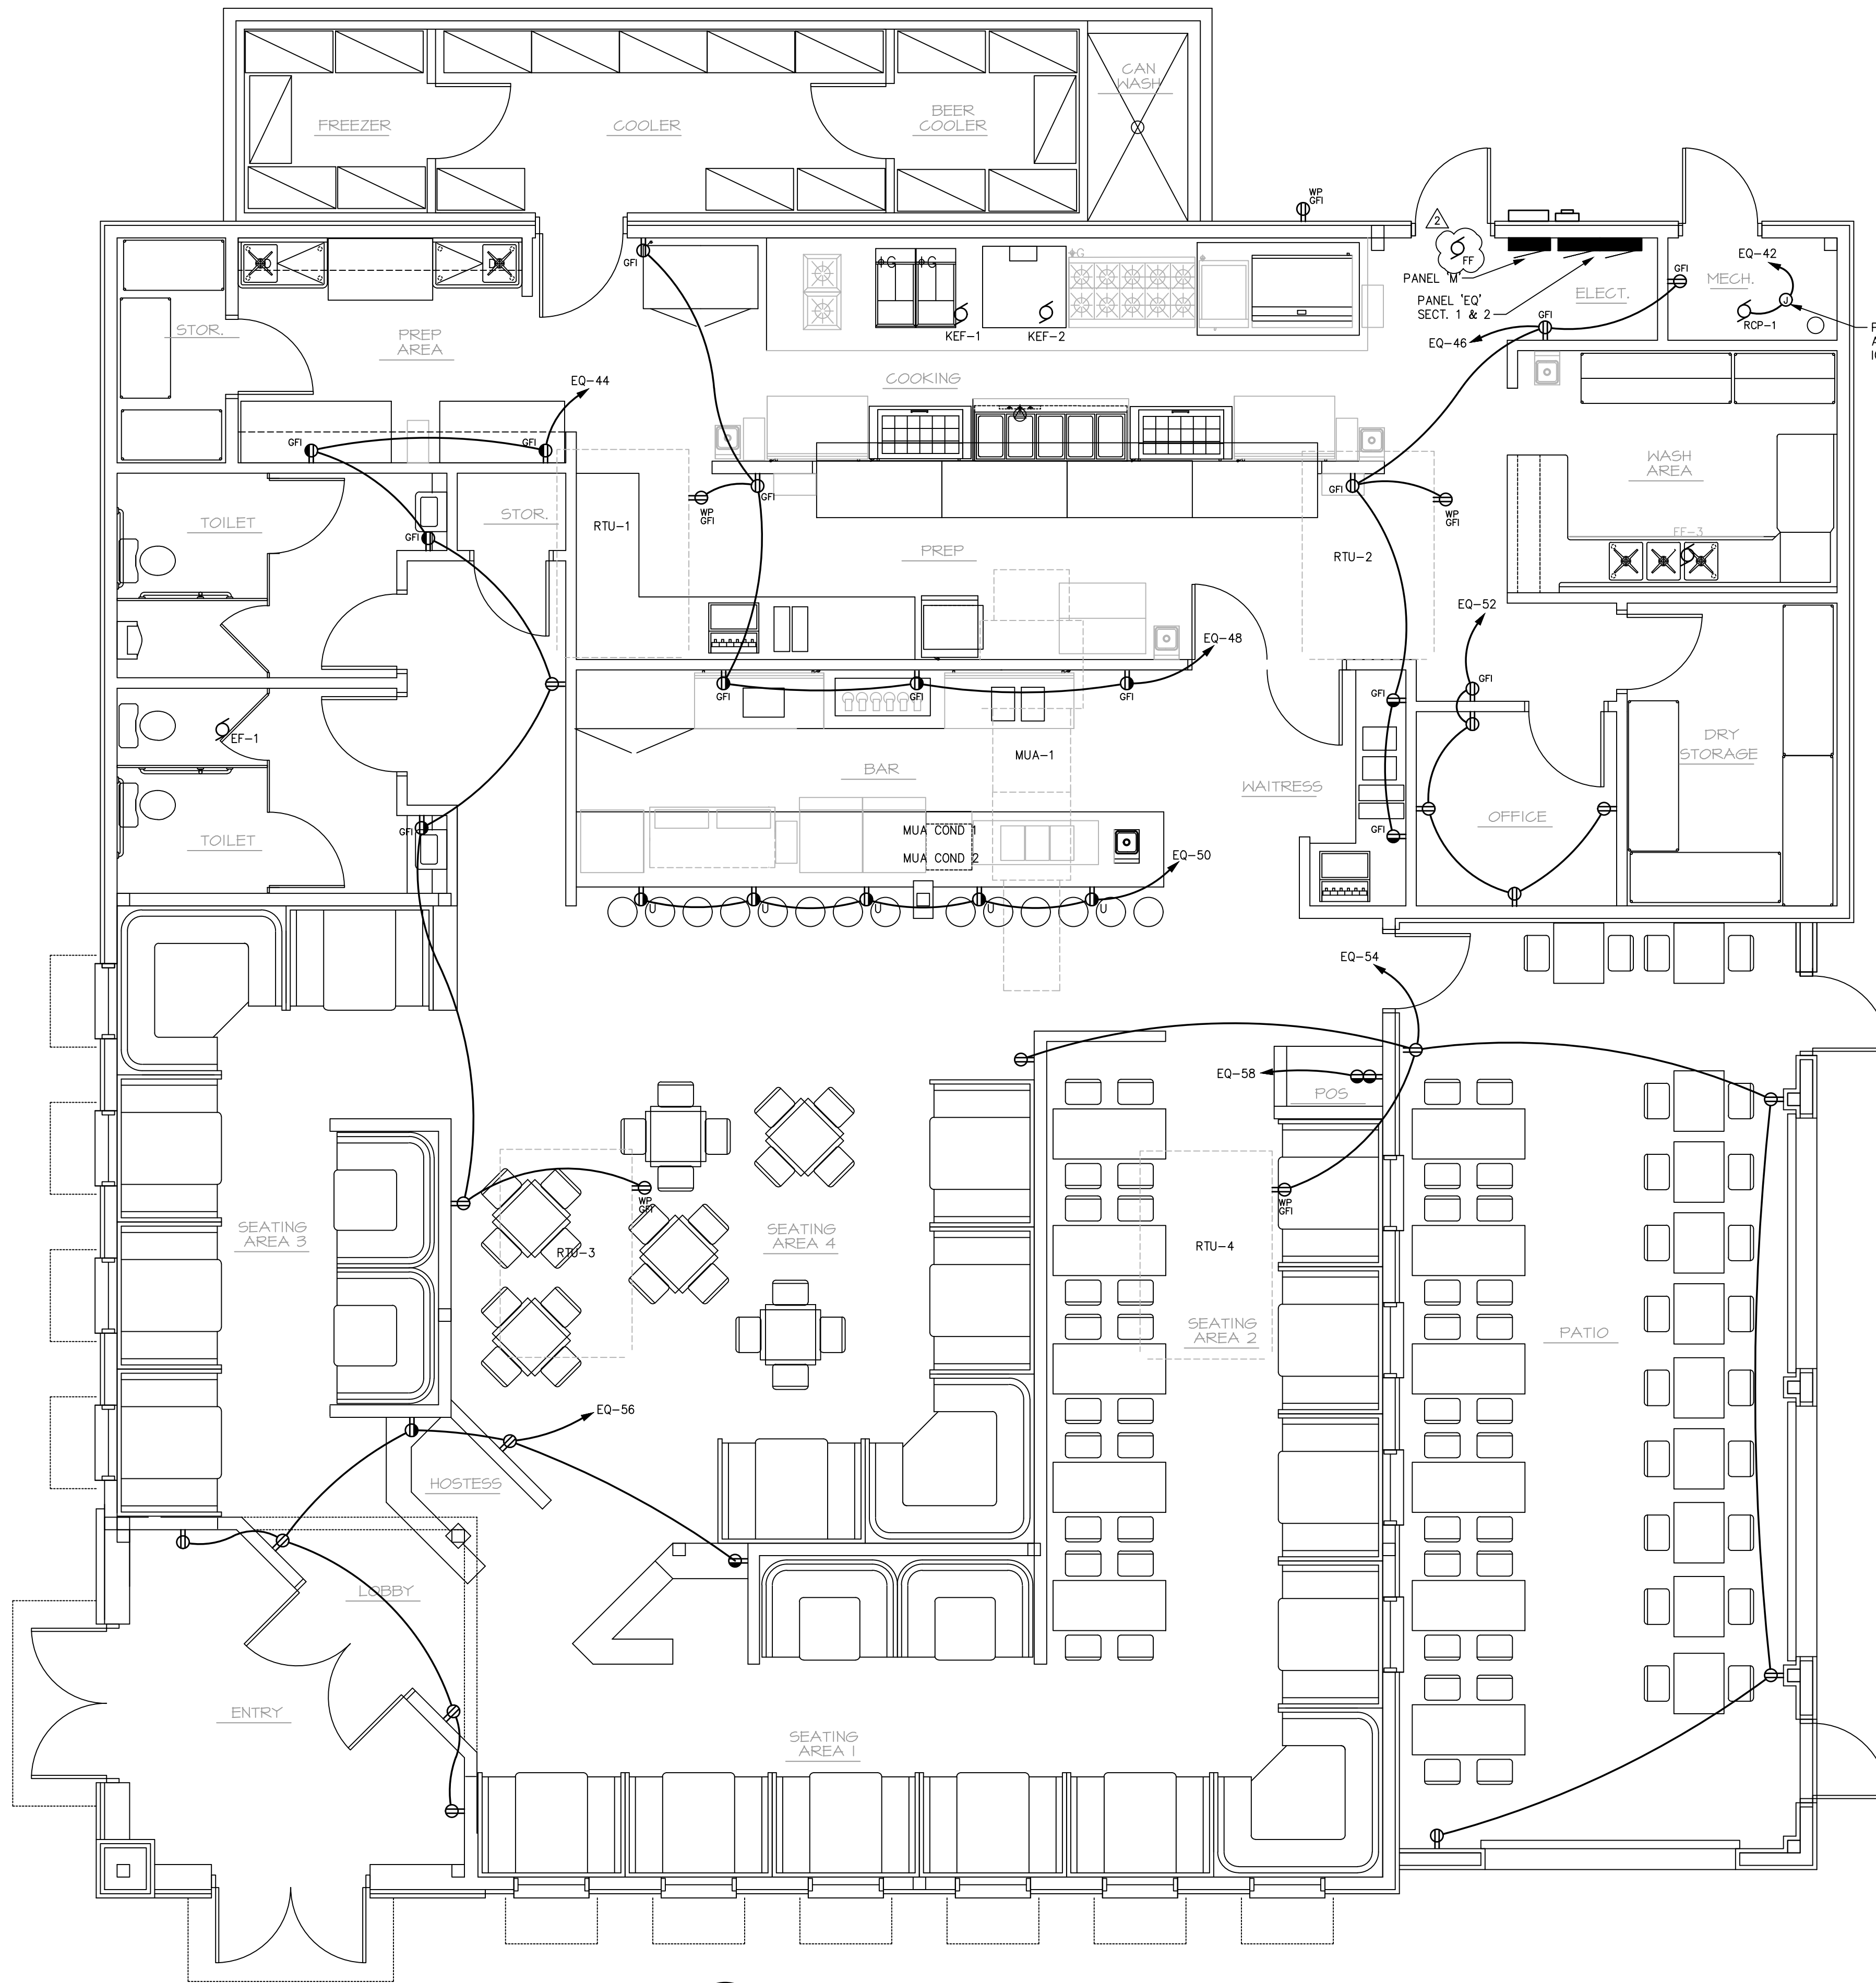 CAN
WASH
FREEZER
COOLER
BEER
COOLER
WP
GFI
2
FF
PANEL 'M'
PANEL 'EQ'
SECT. 1 & 2
ELECT.
GFI
MECH.
EQ-42
J
RCP-1
GFI
EQ-46
GFI
G
G
G
KEF-1
KEF-2
STOR.
PREP
AREA
D
D
COOKING
EQ-44
GFI
GFI
WASH
AREA
TOILET
STOR.
RTU-1
GFI
WP
GFI
GFI
WP
GFI
GFI
PREP
RTU-2
FF-3
EQ-52
EQ-48
GFI
GFI
GFI
GFI
GFI
EF-1
MUA-1
BAR
WAITRESS
DRY
STORAGE
OFFICE
TOILET
GFI
MUA COND 1
MUA COND 2
GFI
EQ-50
U
U
U
U
U
EQ-54
EQ-58
POS
WP
GFI
WP
GFI
SEATING
AREA 3
SEATING
AREA 4
RTU-3
RTU-4
SEATING
AREA 2
PATIO
EQ-56
HOSTESS
LOBBY
ENTRY
SEATING
AREA 1